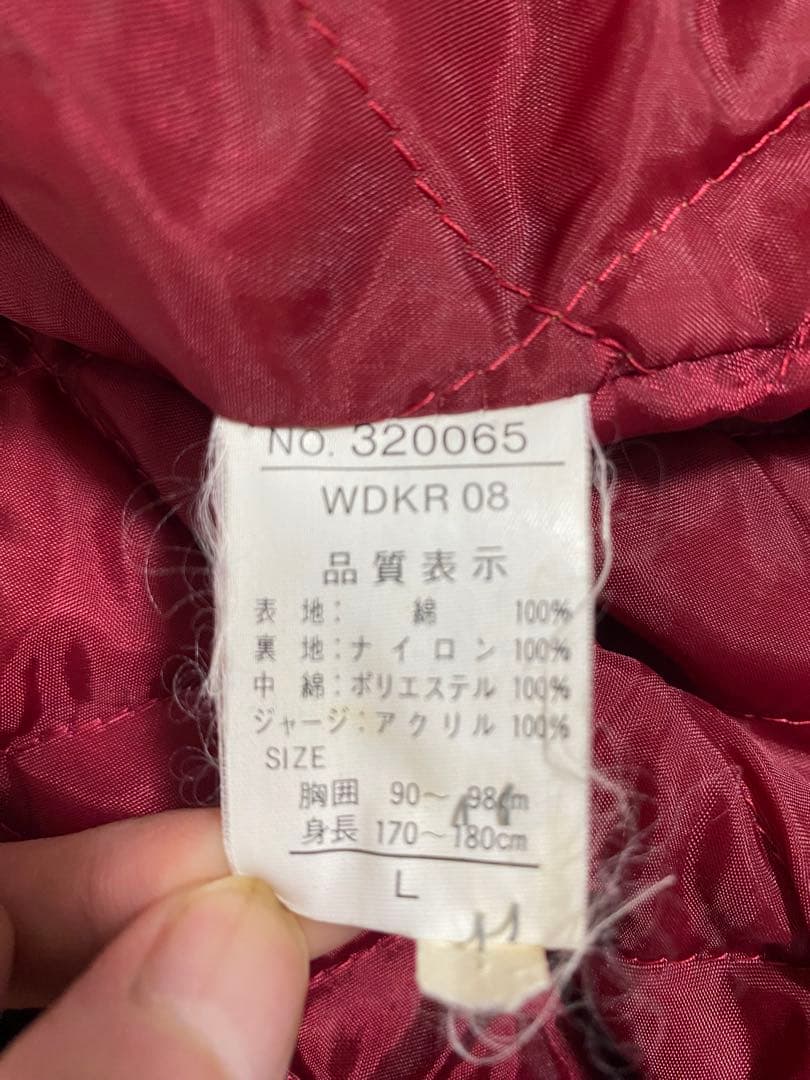 No. 320065
WDKR 08
品質表示
表 地: 綿 100%
裏 地:ナイロン 100%
中 綿:ポリエステル 100%
ジャージ:アクリル 100%
SIZE
胸囲 90～98cm
身長 170～180cm
L